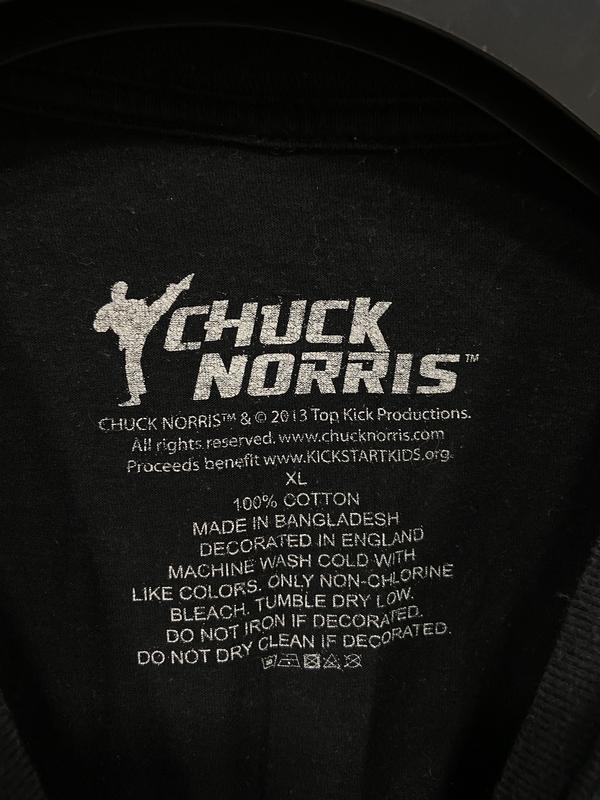 CHUCK
NORRIS™
CHUCK NORRIS™ & © 2013 Top Kick Productions.
All rights reserved. www.chucknorris.com
Proceeds benefit www.KICKSTARTKIDS.org.
XL
100% COTTON
MADE IN BANGLADESH
DECORATED IN ENGLAND
MACHINE WASH COLD WITH
LIKE COLORS. ONLY NON-CHLORINE
BLEACH. TUMBLE DRY LOW.
DO NOT IRON IF DECORATED.
DO NOT DRY CLEAN IF DECORATED.